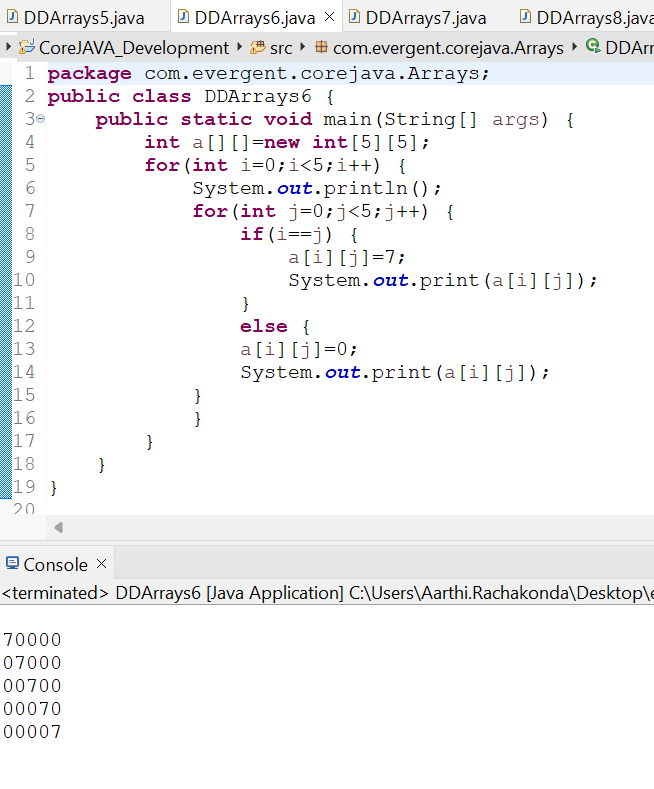 DDArrays5.java DDArrays6.java DDArrays7.java DDArrays8.java
CoreJAVA_Development src com.evergent.corejava.Arrays DDArr
1 package com.evergent.corejava.Arrays;
2 public class DDArrays6 {
3 public static void main(String[] args) {
4 int a[][]=new int[5][5];
5 for(int i=0;i<5;i++) {
6 System.out.println();
7 for(int j=0;j<5;j++) {
8 if(i==j) {
9 a[i][j]=7;
10 System.out.print(a[i][j]);
11 }
12 else {
13 a[i][j]=0;
14 System.out.print(a[i][j]);
15 }
16 }
17 }
18 }
19 }
20
Console
<terminated> DDArrays6 [Java Application] C:\Users\Aarthi.Rachakonda\Desktop\e
70000
07000
00700
00070
00007